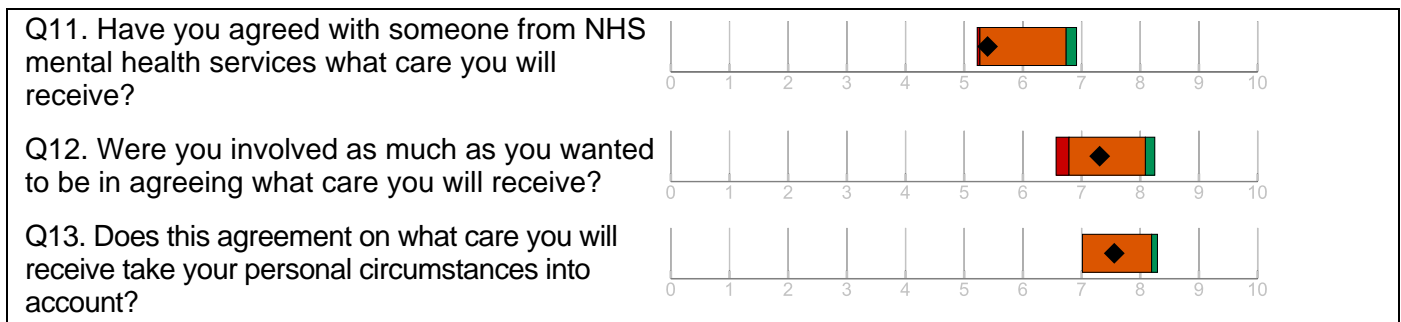 Q11. Have you agreed with someone from NHS
mental health services what care you will
receive?
0 1 2 3 4 5 6 7 8 9 10
Q12. Were you involved as much as you wanted
to be in agreeing what care you will receive?
0 1 2 3 4 5 6 7 8 9 10
Q13. Does this agreement on what care you will
receive take your personal circumstances into
account?
0 1 2 3 4 5 6 7 8 9 10